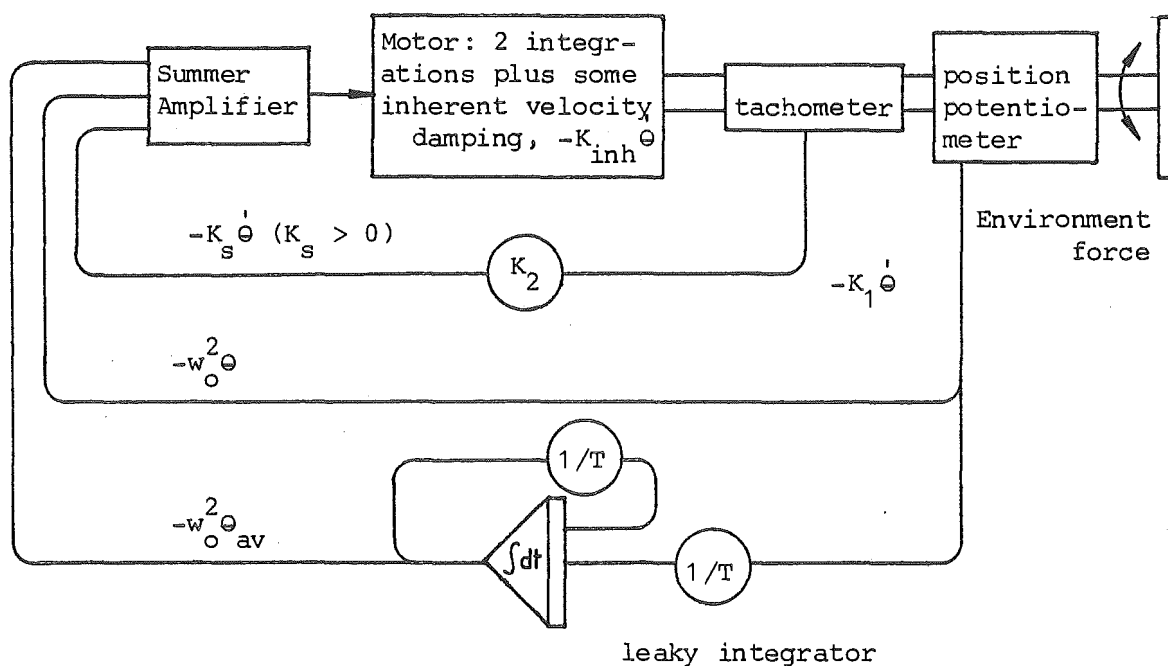 Summer
Amplifier
Motor: 2 integr-
ations plus some
inherent velocity
damping, -K_inh θ̇
tachometer
position
potentio-
meter
Environment
force
-K_s θ̇ (K_s > 0)
K_2
-K_1 θ̇
-w_o^2 θ
1/T
-w_o^2 θ_av
∫dt
1/T
leaky integrator